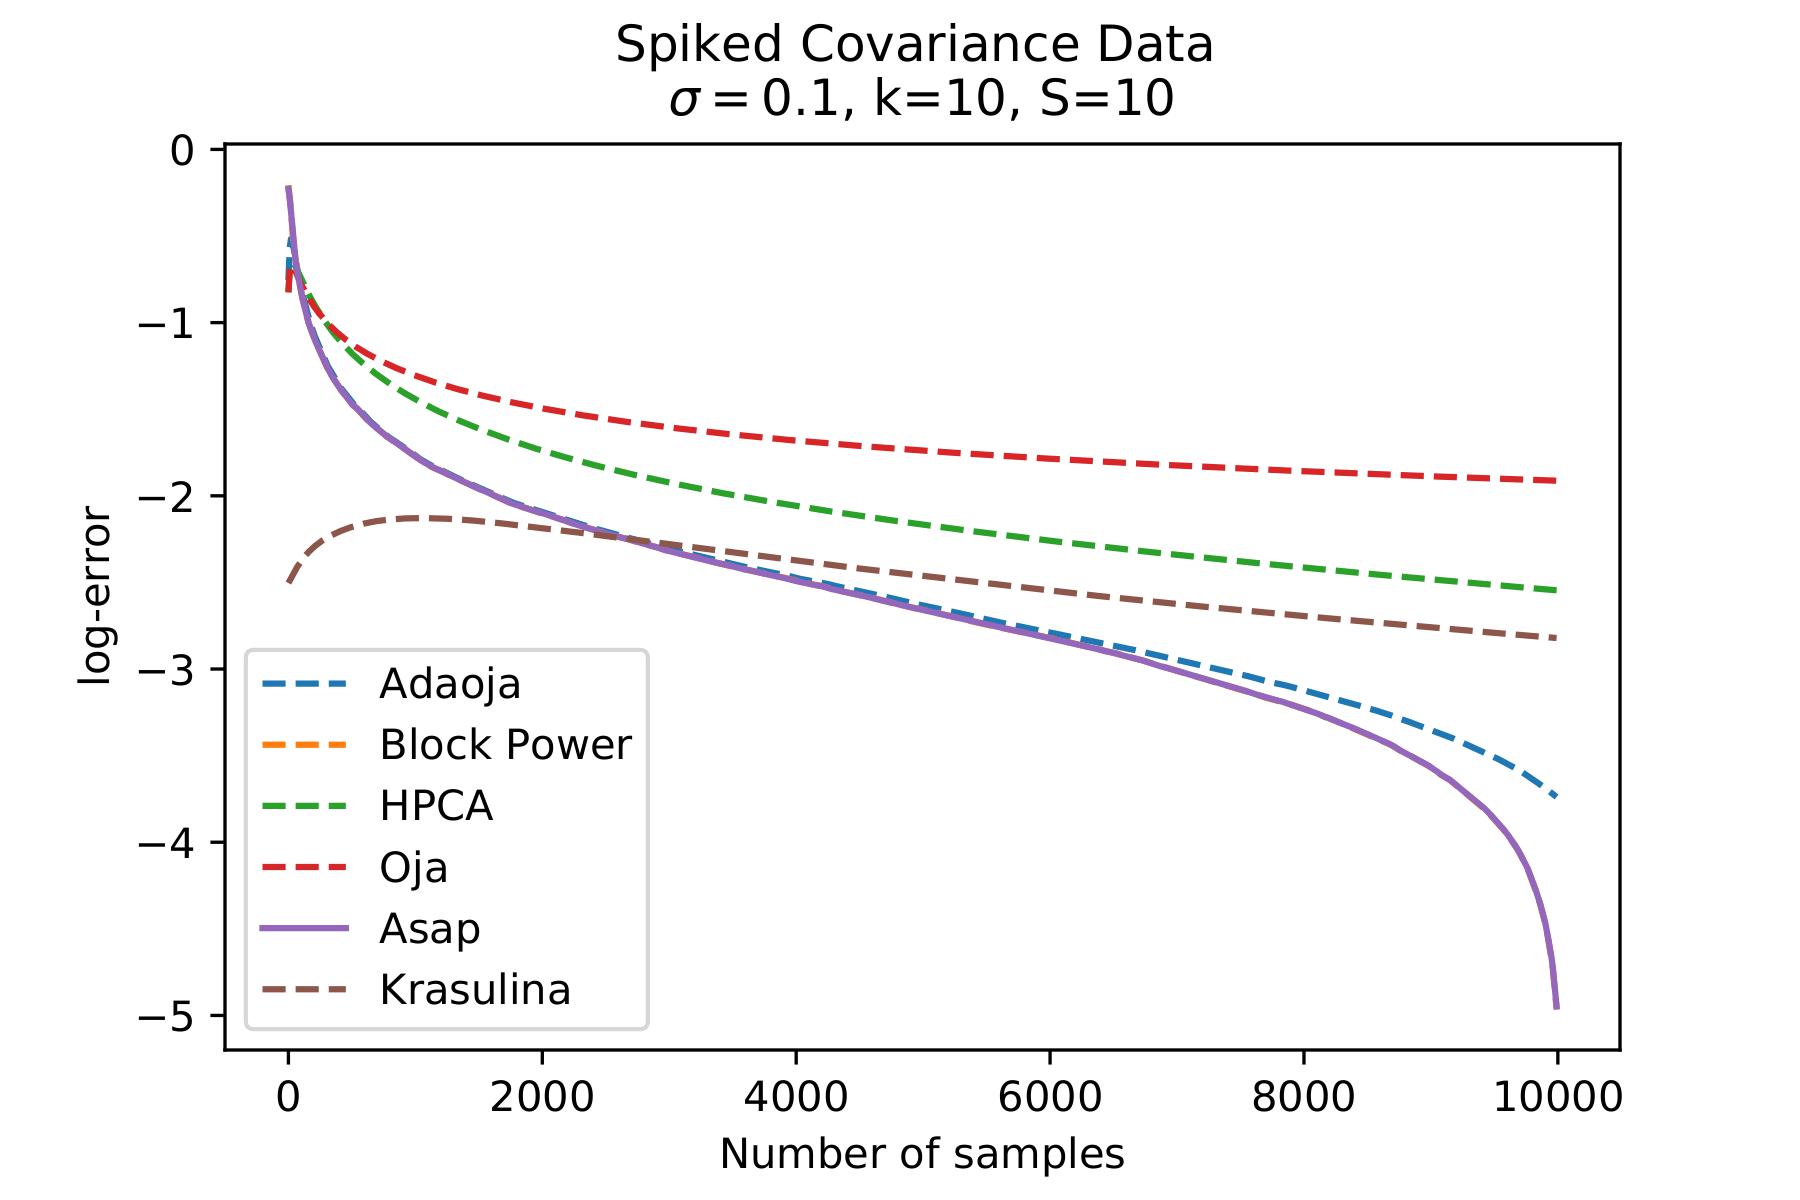 Spiked Covariance Data
σ = 0.1, k=10, S=10
0
−1
−2
−3
−4
−5
log-error
Adaoja
Block Power
HPCA
Oja
Asap
Krasulina
0 2000 4000 6000 8000 10000
Number of samples